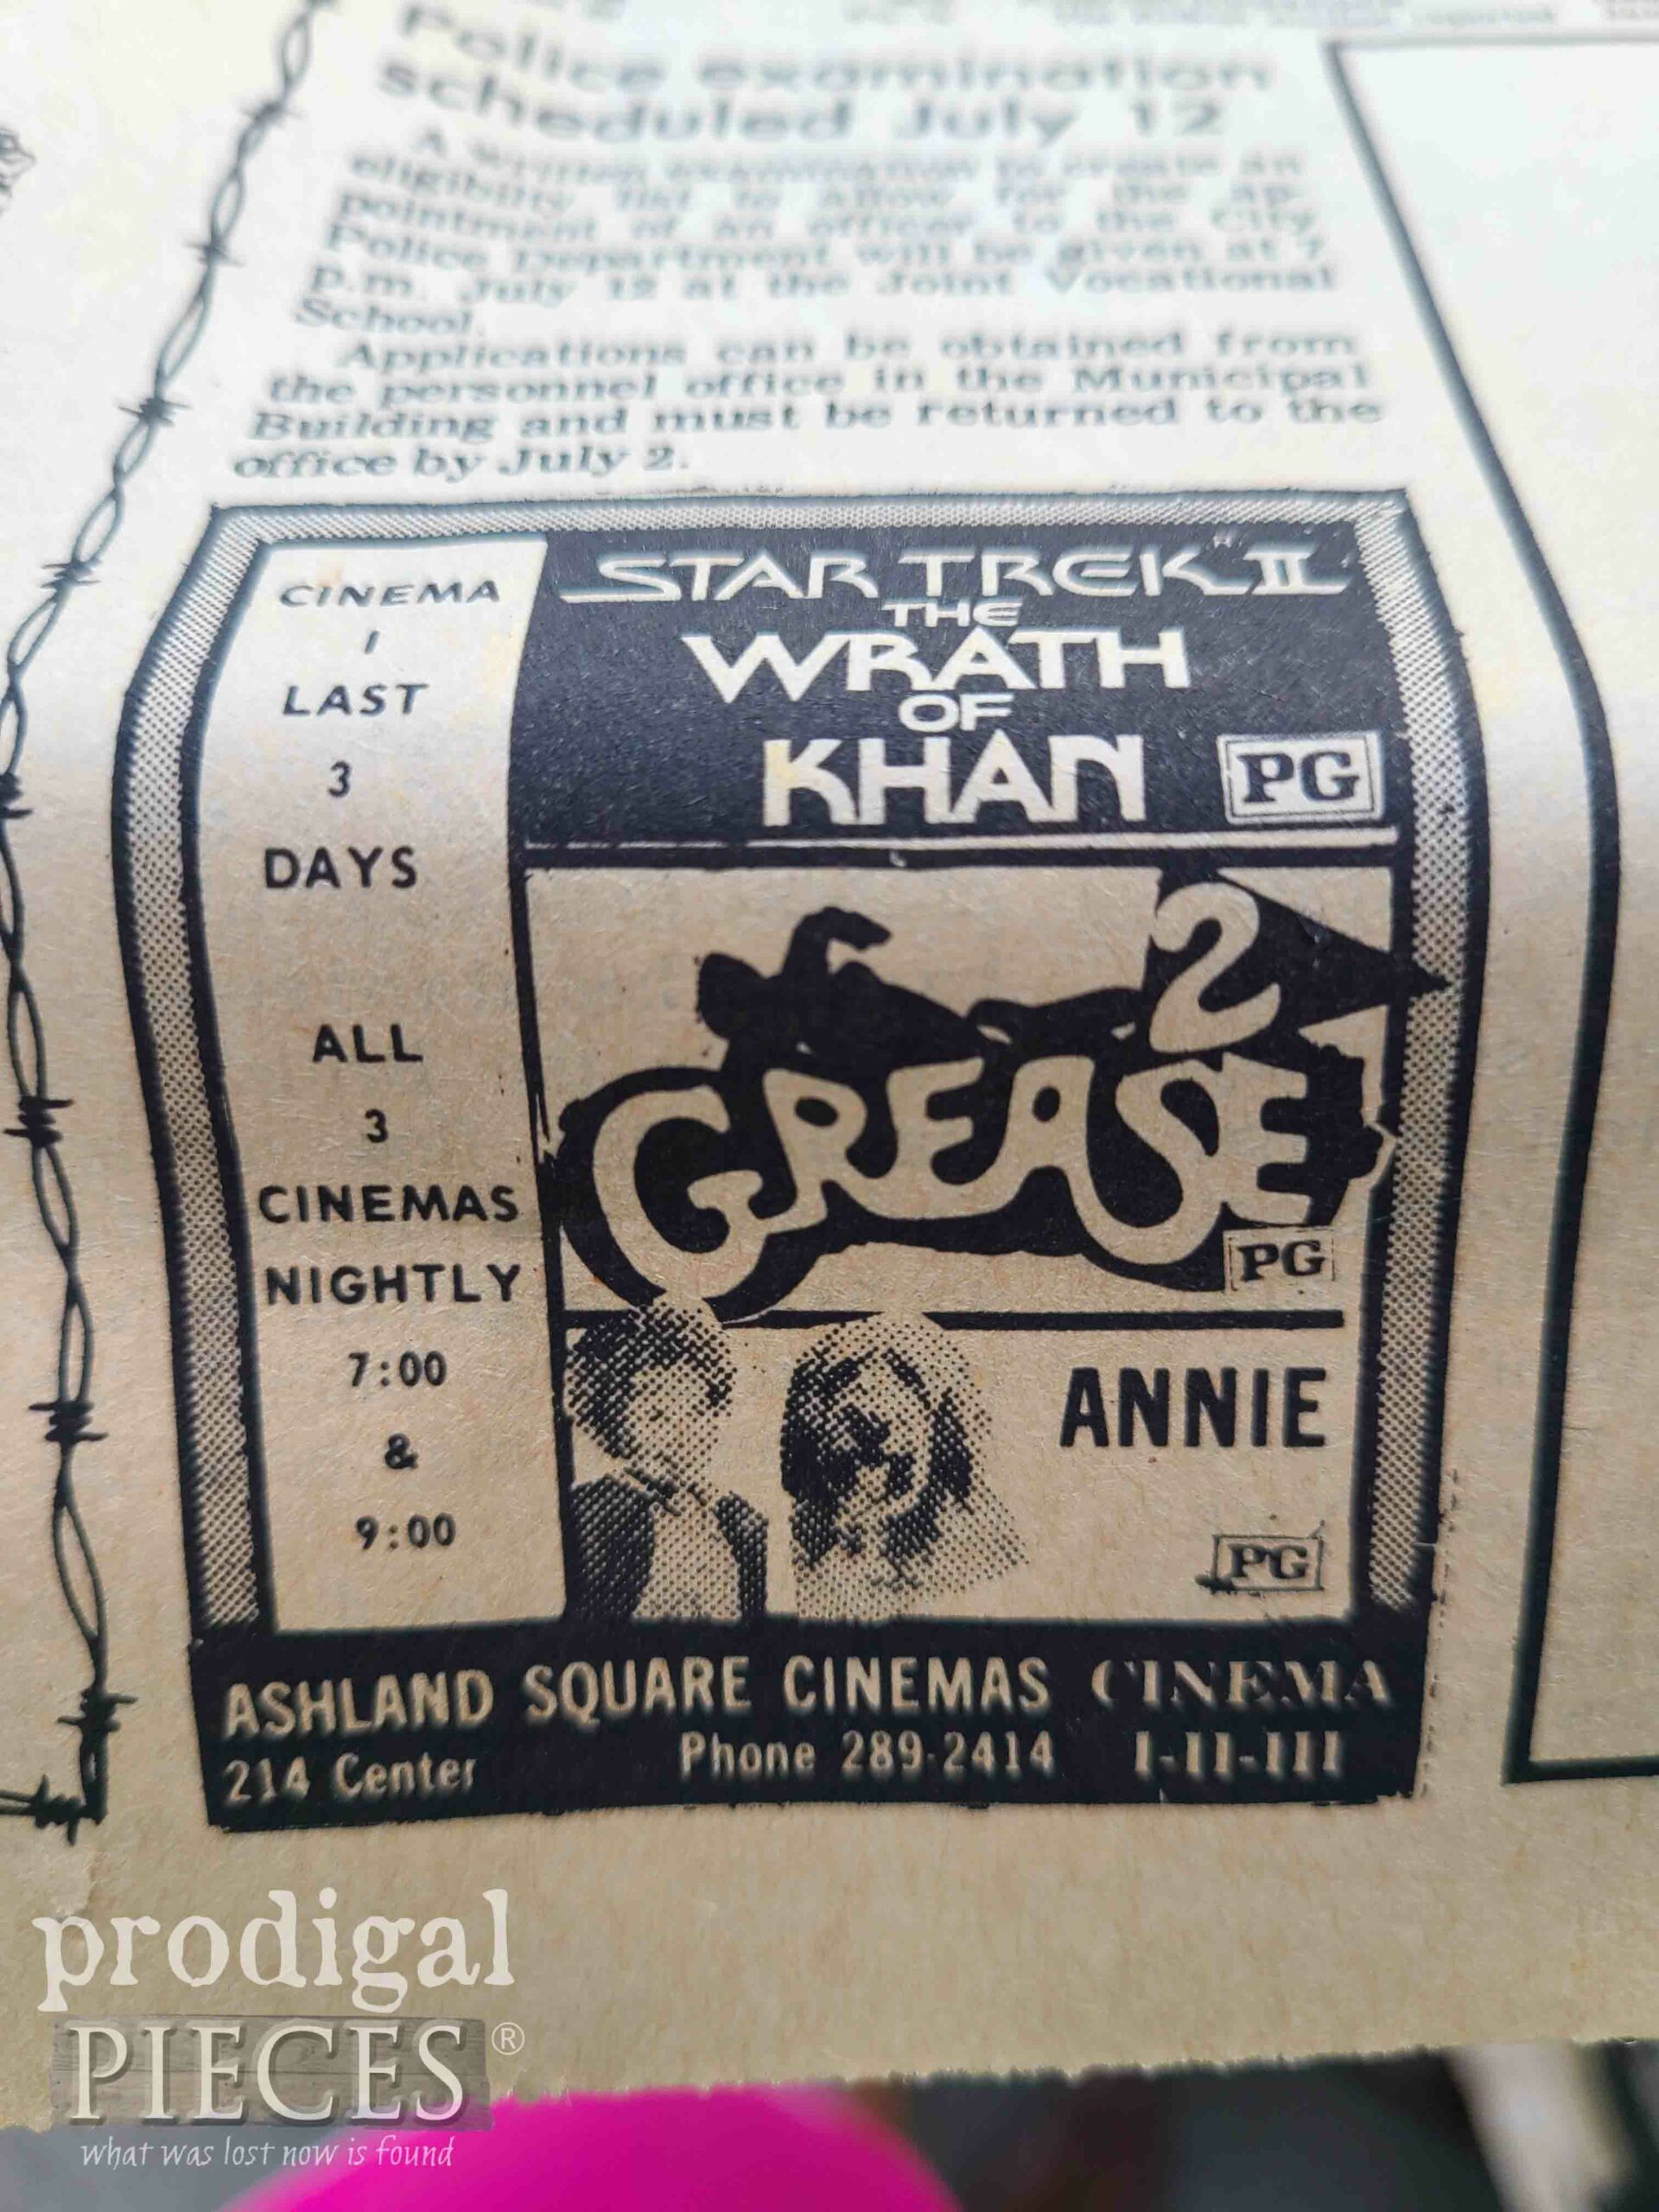 Police examination
scheduled July 12
A written examination to create an
eligibility list to allow for the ap-
pointment of an officer to the City
Police Department will be given at 7
p.m. July 12 at the Joint Vocational
School.
Applications can be obtained from
the personnel office in the Municipal
Building and must be returned to the
office by July 2.
CINEMA
1
LAST
3
DAYS
ALL
3
CINEMAS
NIGHTLY
7:00
&
9:00
STAR TREK II
THE
WRATH
OF
KHAN PG
2
GREASE
PG
ANNIE
PG
ASHLAND SQUARE CINEMAS CINEMA
214 Center Phone 289-2414 I-II-III
prodigal
PIECES®
what was lost now is found